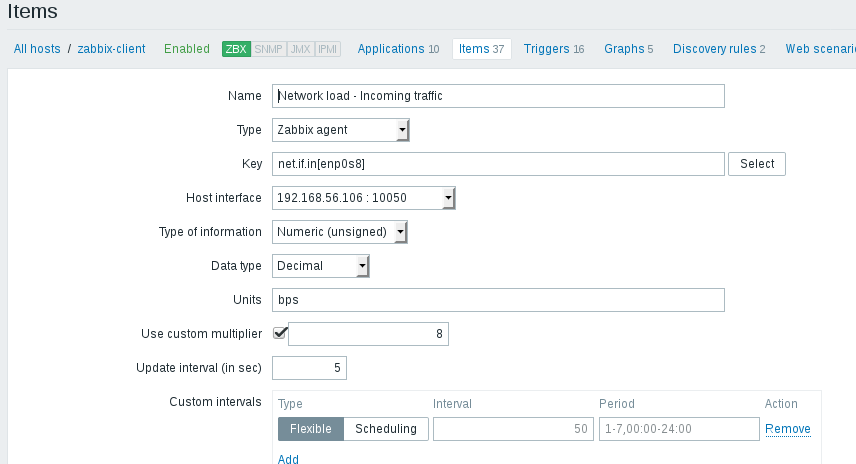 Items
All hosts / zabbix-client Enabled ZBX SNMP JMX IPMI Applications 10 Items 37 Triggers 16 Graphs 5 Discovery rules 2 Web scenari
Name Network load - Incoming traffic
Type Zabbix agent
Key net.if.in[enp0s8] Select
Host interface 192.168.56.106 : 10050
Type of information Numeric (unsigned)
Data type Decimal
Units bps
Use custom multiplier 8
Update interval (in sec) 5
Custom intervals Type Interval Period Action
Flexible Scheduling 50 1-7,00:00-24:00 Remove
Add